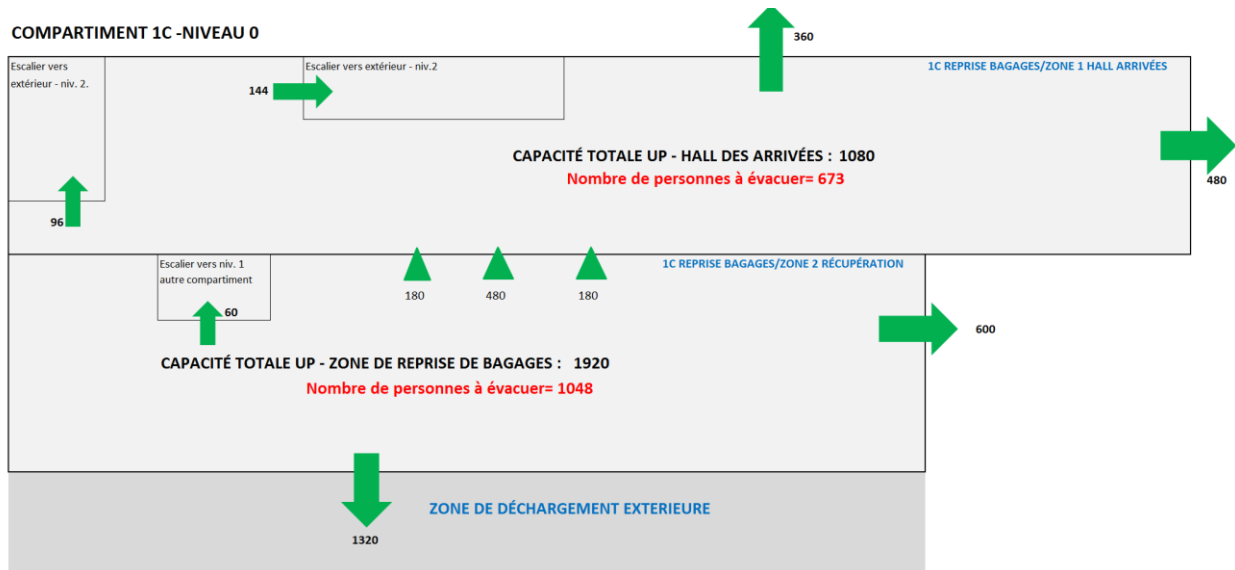 COMPARTIMENT 1C -NIVEAU 0
360
Escalier vers
extérieur - niv. 2.
Escalier vers extérieur - niv.2
1C REPRISE BAGAGES/ZONE 1 HALL ARRIVÉES
144
CAPACITÉ TOTALE UP - HALL DES ARRIVÉES : 1080
Nombre de personnes à évacuer= 673
480
96
Escalier vers niv. 1
autre compartiment
1C REPRISE BAGAGES/ZONE 2 RÉCUPÉRATION
180
480
180
60
600
CAPACITÉ TOTALE UP - ZONE DE REPRISE DE BAGAGES : 1920
Nombre de personnes à évacuer= 1048
ZONE DE DÉCHARGEMENT EXTERIEURE
1320